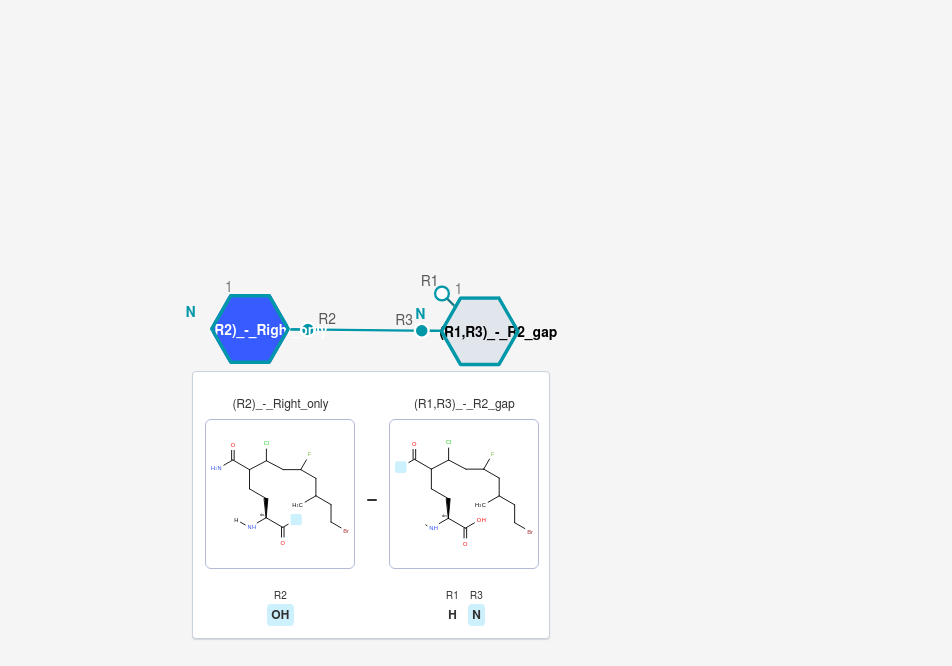 R1
1
1
N
N
R2
R3
R2)_-_Righ
only
(R1,R3)_-_R2_gap
(R2)_-_Right_only
(R1,R3)_-_R2_gap
O
Cl
F
H₂N
H₃C
H
NH
O
Br
–
O
Cl
F
H₃C
NH
OH
O
Br
R2
R1
R3
OH
H
N